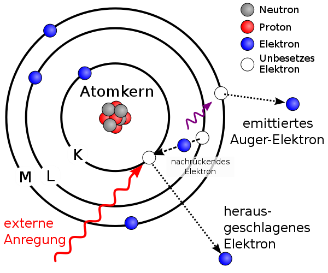 Neutron
Proton
Elektron
Unbesetzes
Elektron
Atomkern
K
L
M
nachrückendes
Elektron
emittiertes
Auger-Elektron
externe
Anregung
heraus-
geschlagenes
Elektron